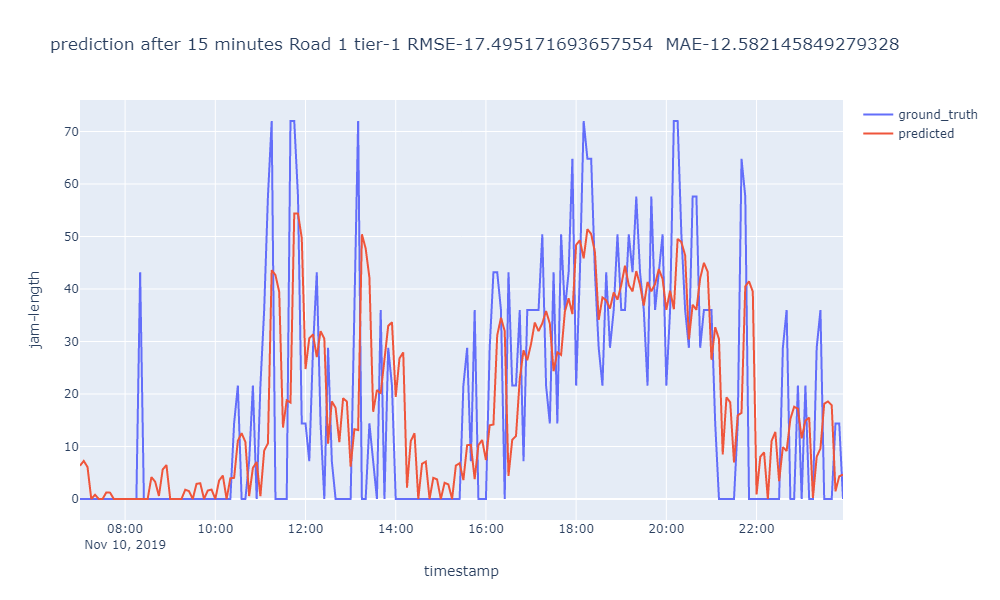 prediction after 15 minutes Road 1 tier-1 RMSE-17.495171693657554  MAE-12.582145849279328
ground_truth
predicted
70
60
50
40
30
20
10
0
jam-length
08:00 10:00 12:00 14:00 16:00 18:00 20:00 22:00
Nov 10, 2019
timestamp